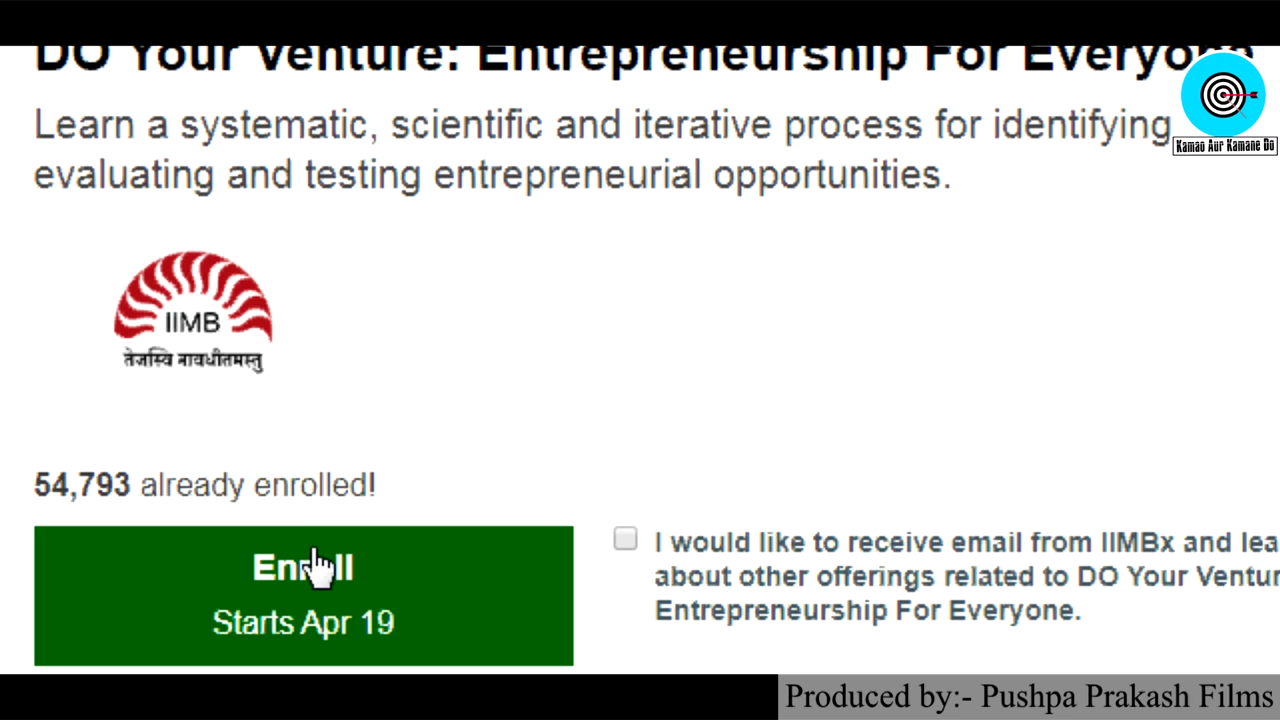 DO Your Venture: Entrepreneurship For Everyone
Learn a systematic, scientific and iterative process for identifying
evaluating and testing entrepreneurial opportunities.
Kamao Aur Kamane Do
IIMB
तेजस्वि नावधीतमस्तु
54,793 already enrolled!
Enroll
Starts Apr 19
I would like to receive email from IIMBx and lea
about other offerings related to DO Your Ventur
Entrepreneurship For Everyone.
Produced by:- Pushpa Prakash Films